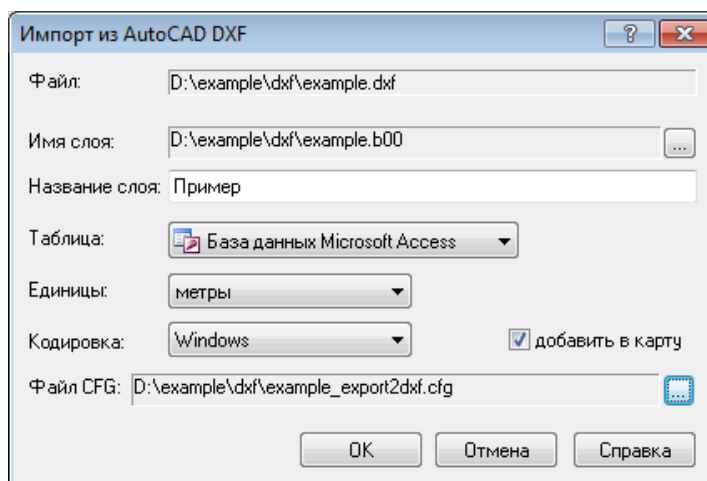 Импорт из AutoCAD DXF
Файл: D:\example\dxf\example.dxf
Имя слоя: D:\example\dxf\example.b00 ...
Название слоя: Пример
Таблица: База данных Microsoft Access
Единицы: метры
Кодировка: Windows добавить в карту
Файл CFG: D:\example\dxf\example_export2dxf.cfg ...
OK Отмена Справка